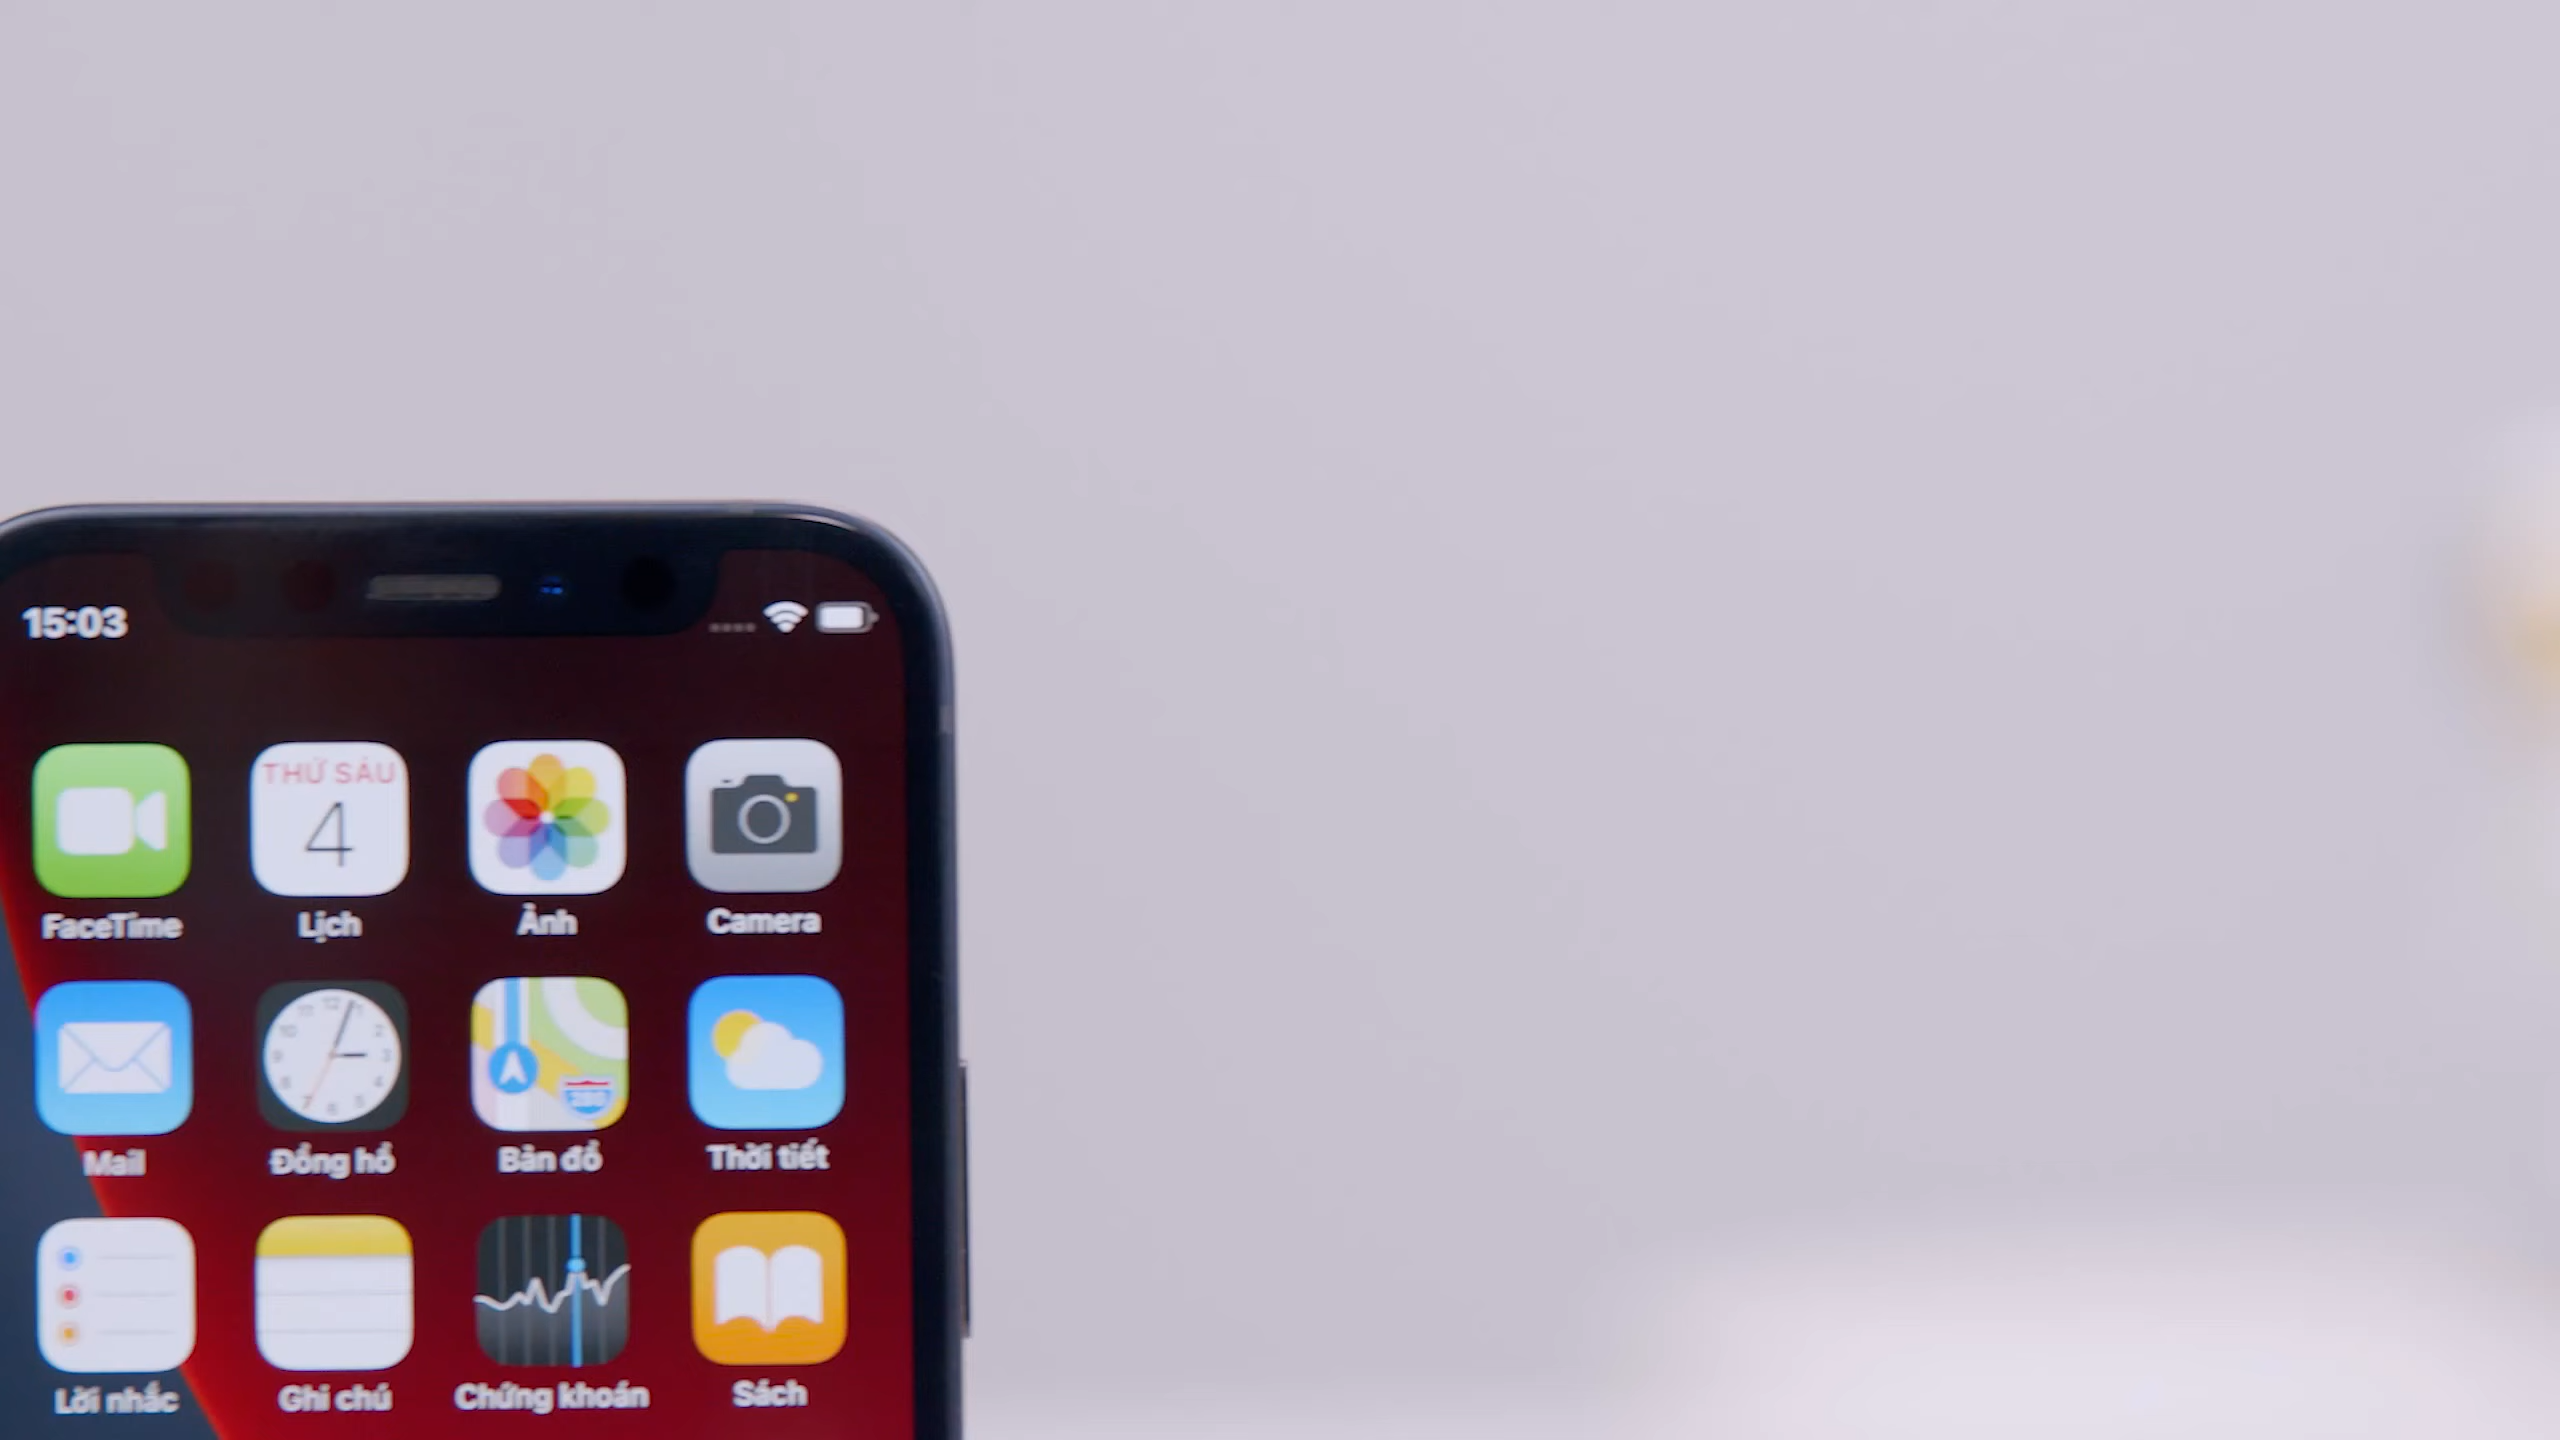 15:03
THỨ SÁU
4
FaceTime
Lịch
Ảnh
Camera
Mail
Đồng hồ
Bản đồ
Thời tiết
Lời nhắc
Ghi chú
Chứng khoán
Sách